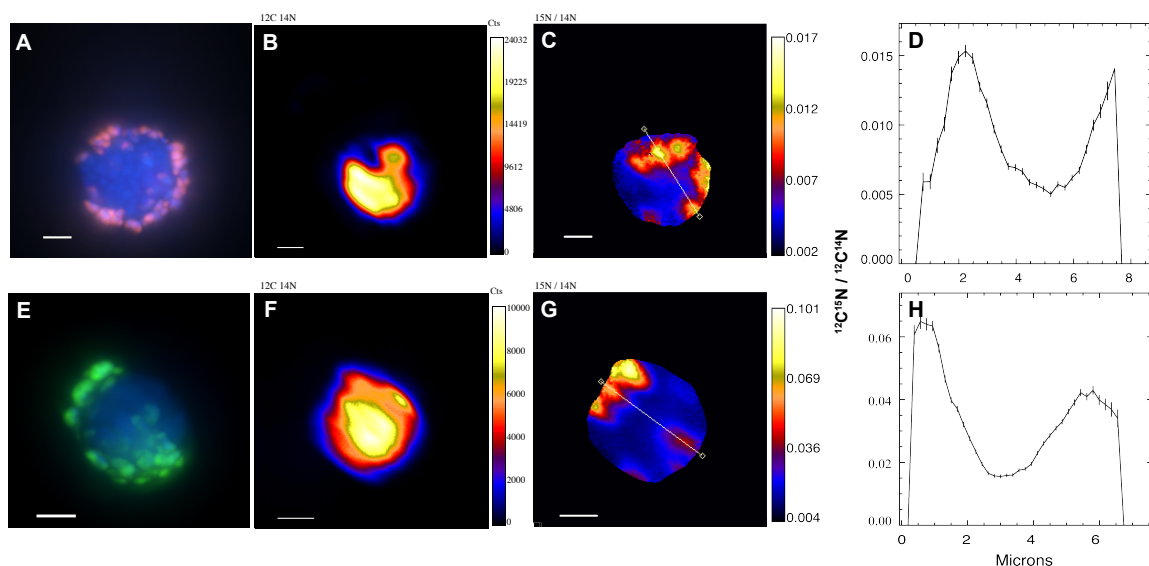 12C 14N
15N / 14N
A
B
C
D
Cts
24032
19225
14419
9612
4806
0
0.017
0.012
0.007
0.002
0.015
0.010
0.005
0.000
0 2 4 6 8
12C 14N
15N / 14N
E
F
G
H
Cts
10000
8000
6000
4000
2000
0
0.101
0.069
0.036
0.004
¹²C¹⁵N / ¹²C¹⁴N
0.06
0.04
0.02
0.00
0 2 4 6
Microns